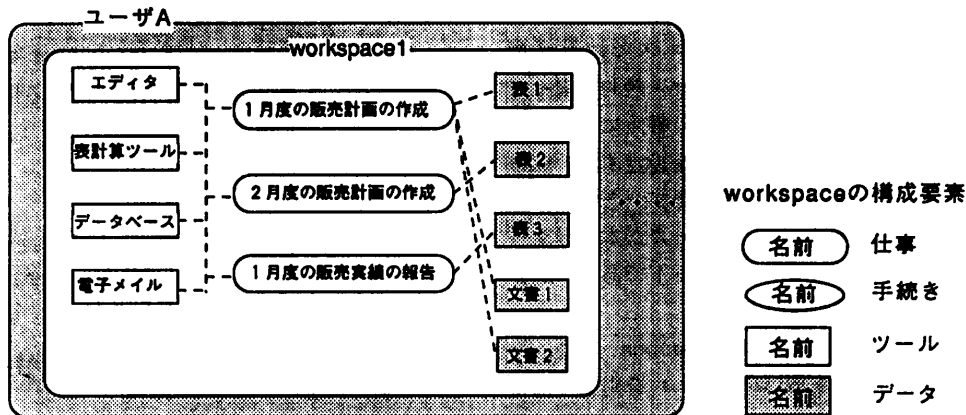 ユーザA
workspace1
エディタ
表計算ツール
データベース
電子メイル
1月度の販売計画の作成
2月度の販売計画の作成
1月度の販売実績の報告
表1
表2
表3
文書1
文書2
workspaceの構成要素
名前 仕事
名前 手続き
名前 ツール
名前 データ